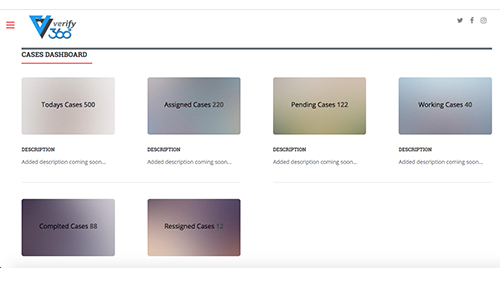 verify
360
CASES DASHBOARD
Todays Cases 500
Assigned Cases 220
Pending Cases 122
Working Cases 40
DESCRIPTION
DESCRIPTION
DESCRIPTION
DESCRIPTION
Added description coming soon...
Added description coming soon...
Added description coming soon...
Added description coming soon...
Complted Cases 88
Ressigned Cases 12